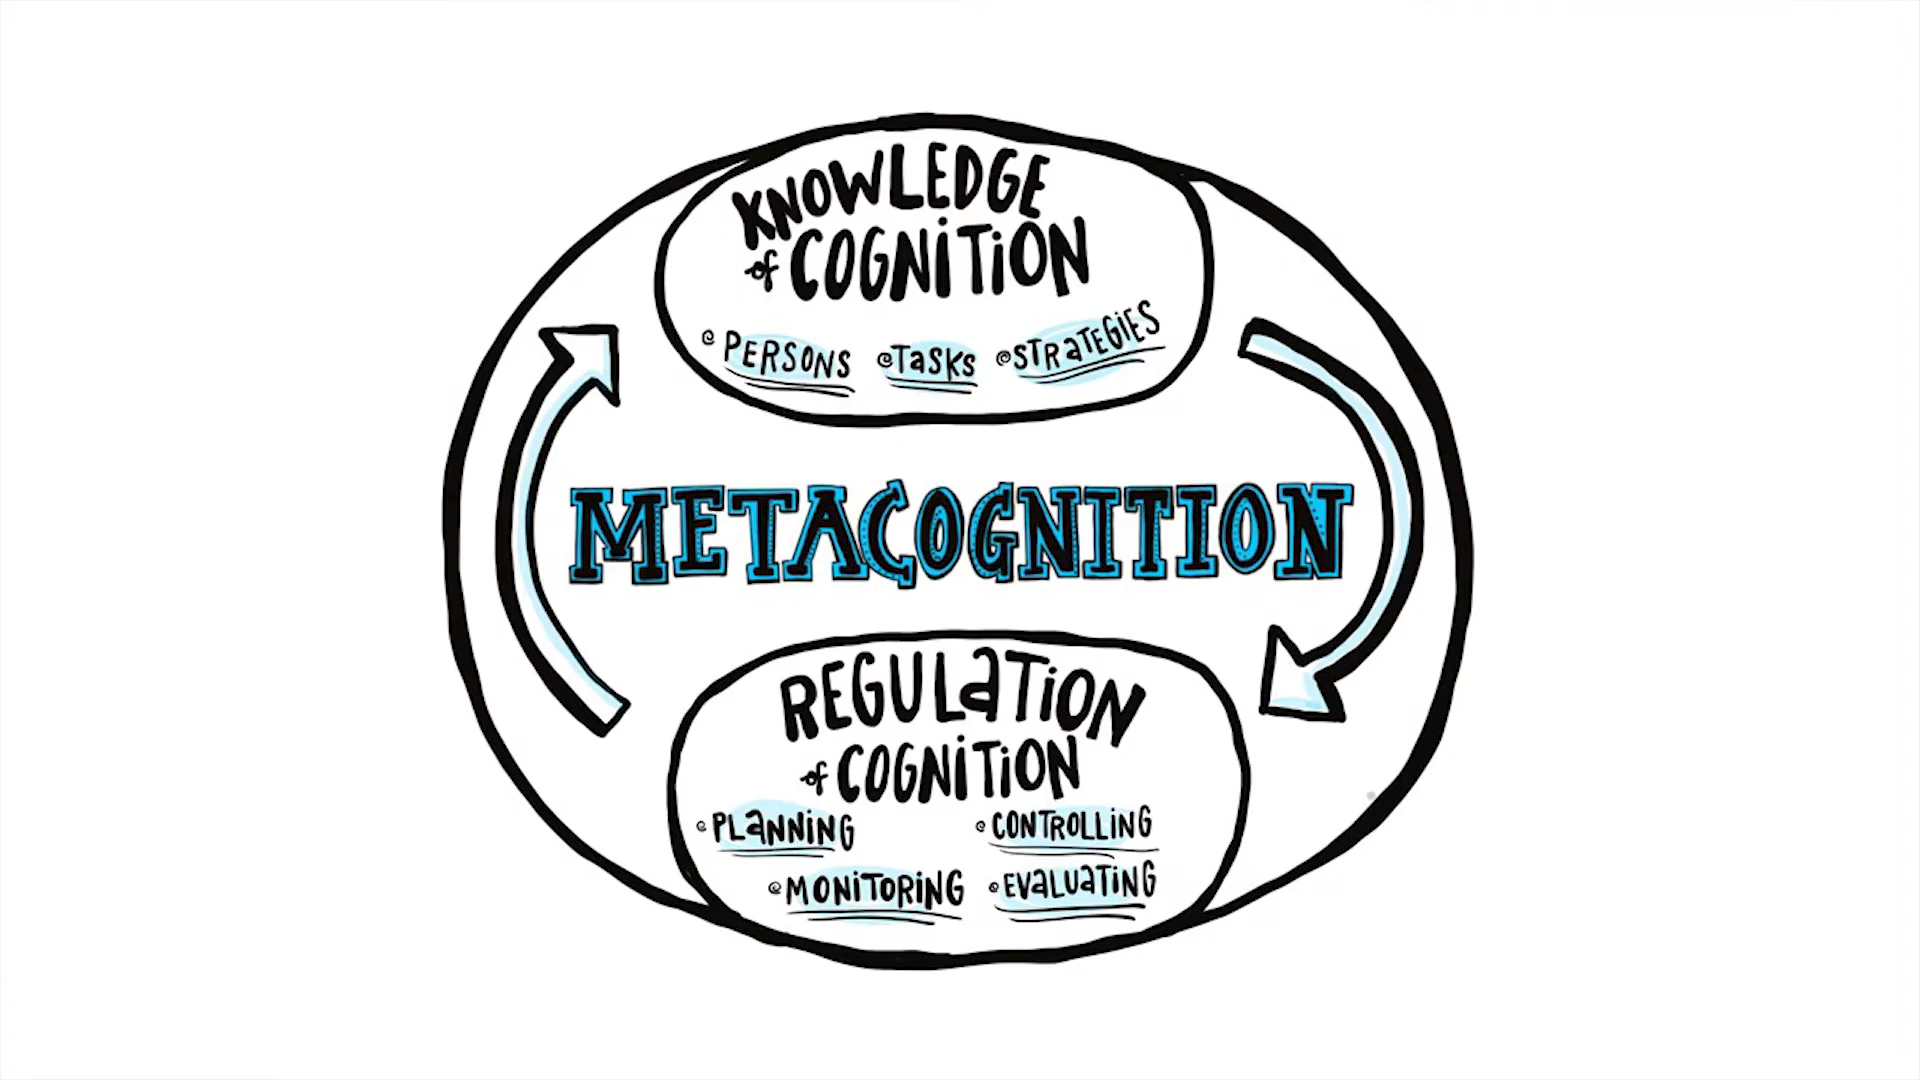 KNOWLEDGE
of COGNITION
PERSONS TASKS STRATEGIES
METACOGNITION
REGULATION
of COGNITION
PLANNING CONTROLLING
MONITORING EVALUATING